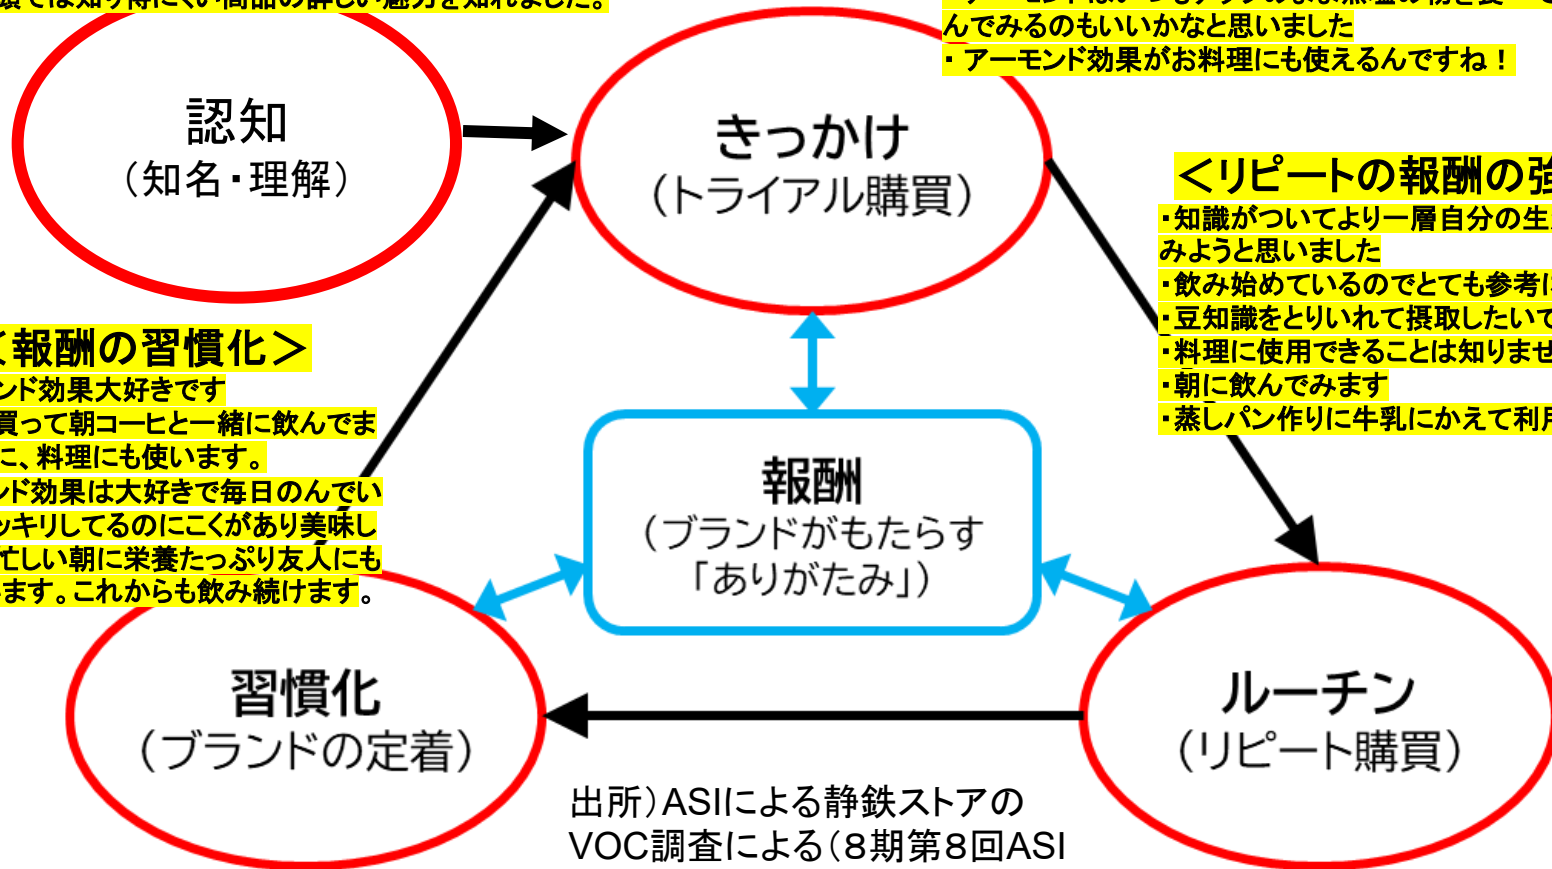 頭では知り得にくい商品の詳しい魅力を知れました。
んでみるのもいいかなと思いました
・ アーモンド効果がお料理にも使えるんですね！
認知
（知名・理解）
きっかけ
（トライアル購買）
＜リピートの報酬の強
・知識がついてより一層自分の生
みようと思いました
・飲み始めているのでとても参考に
・豆知識をとりいれて摂取したいで
・料理に使用できることは知りませ
・朝に飲んでみます
・蒸しパン作りに牛乳にかえて利用
＜報酬の習慣化＞
ンド効果大好きです
買って朝コーヒと一緒に飲んでま
に、料理にも使います。
ンド効果は大好きで毎日のんでい
ッキリしてるのにこくがあり美味し
忙しい朝に栄養たっぷり友人にも
ます。これからも飲み続けます。
報酬
（ブランドがもたらす
「ありがたみ」）
習慣化
（ブランドの定着）
ルーチン
（リピート購買）
出所）ASIによる静鉄ストアの
VOC調査による（８期第８回ASI